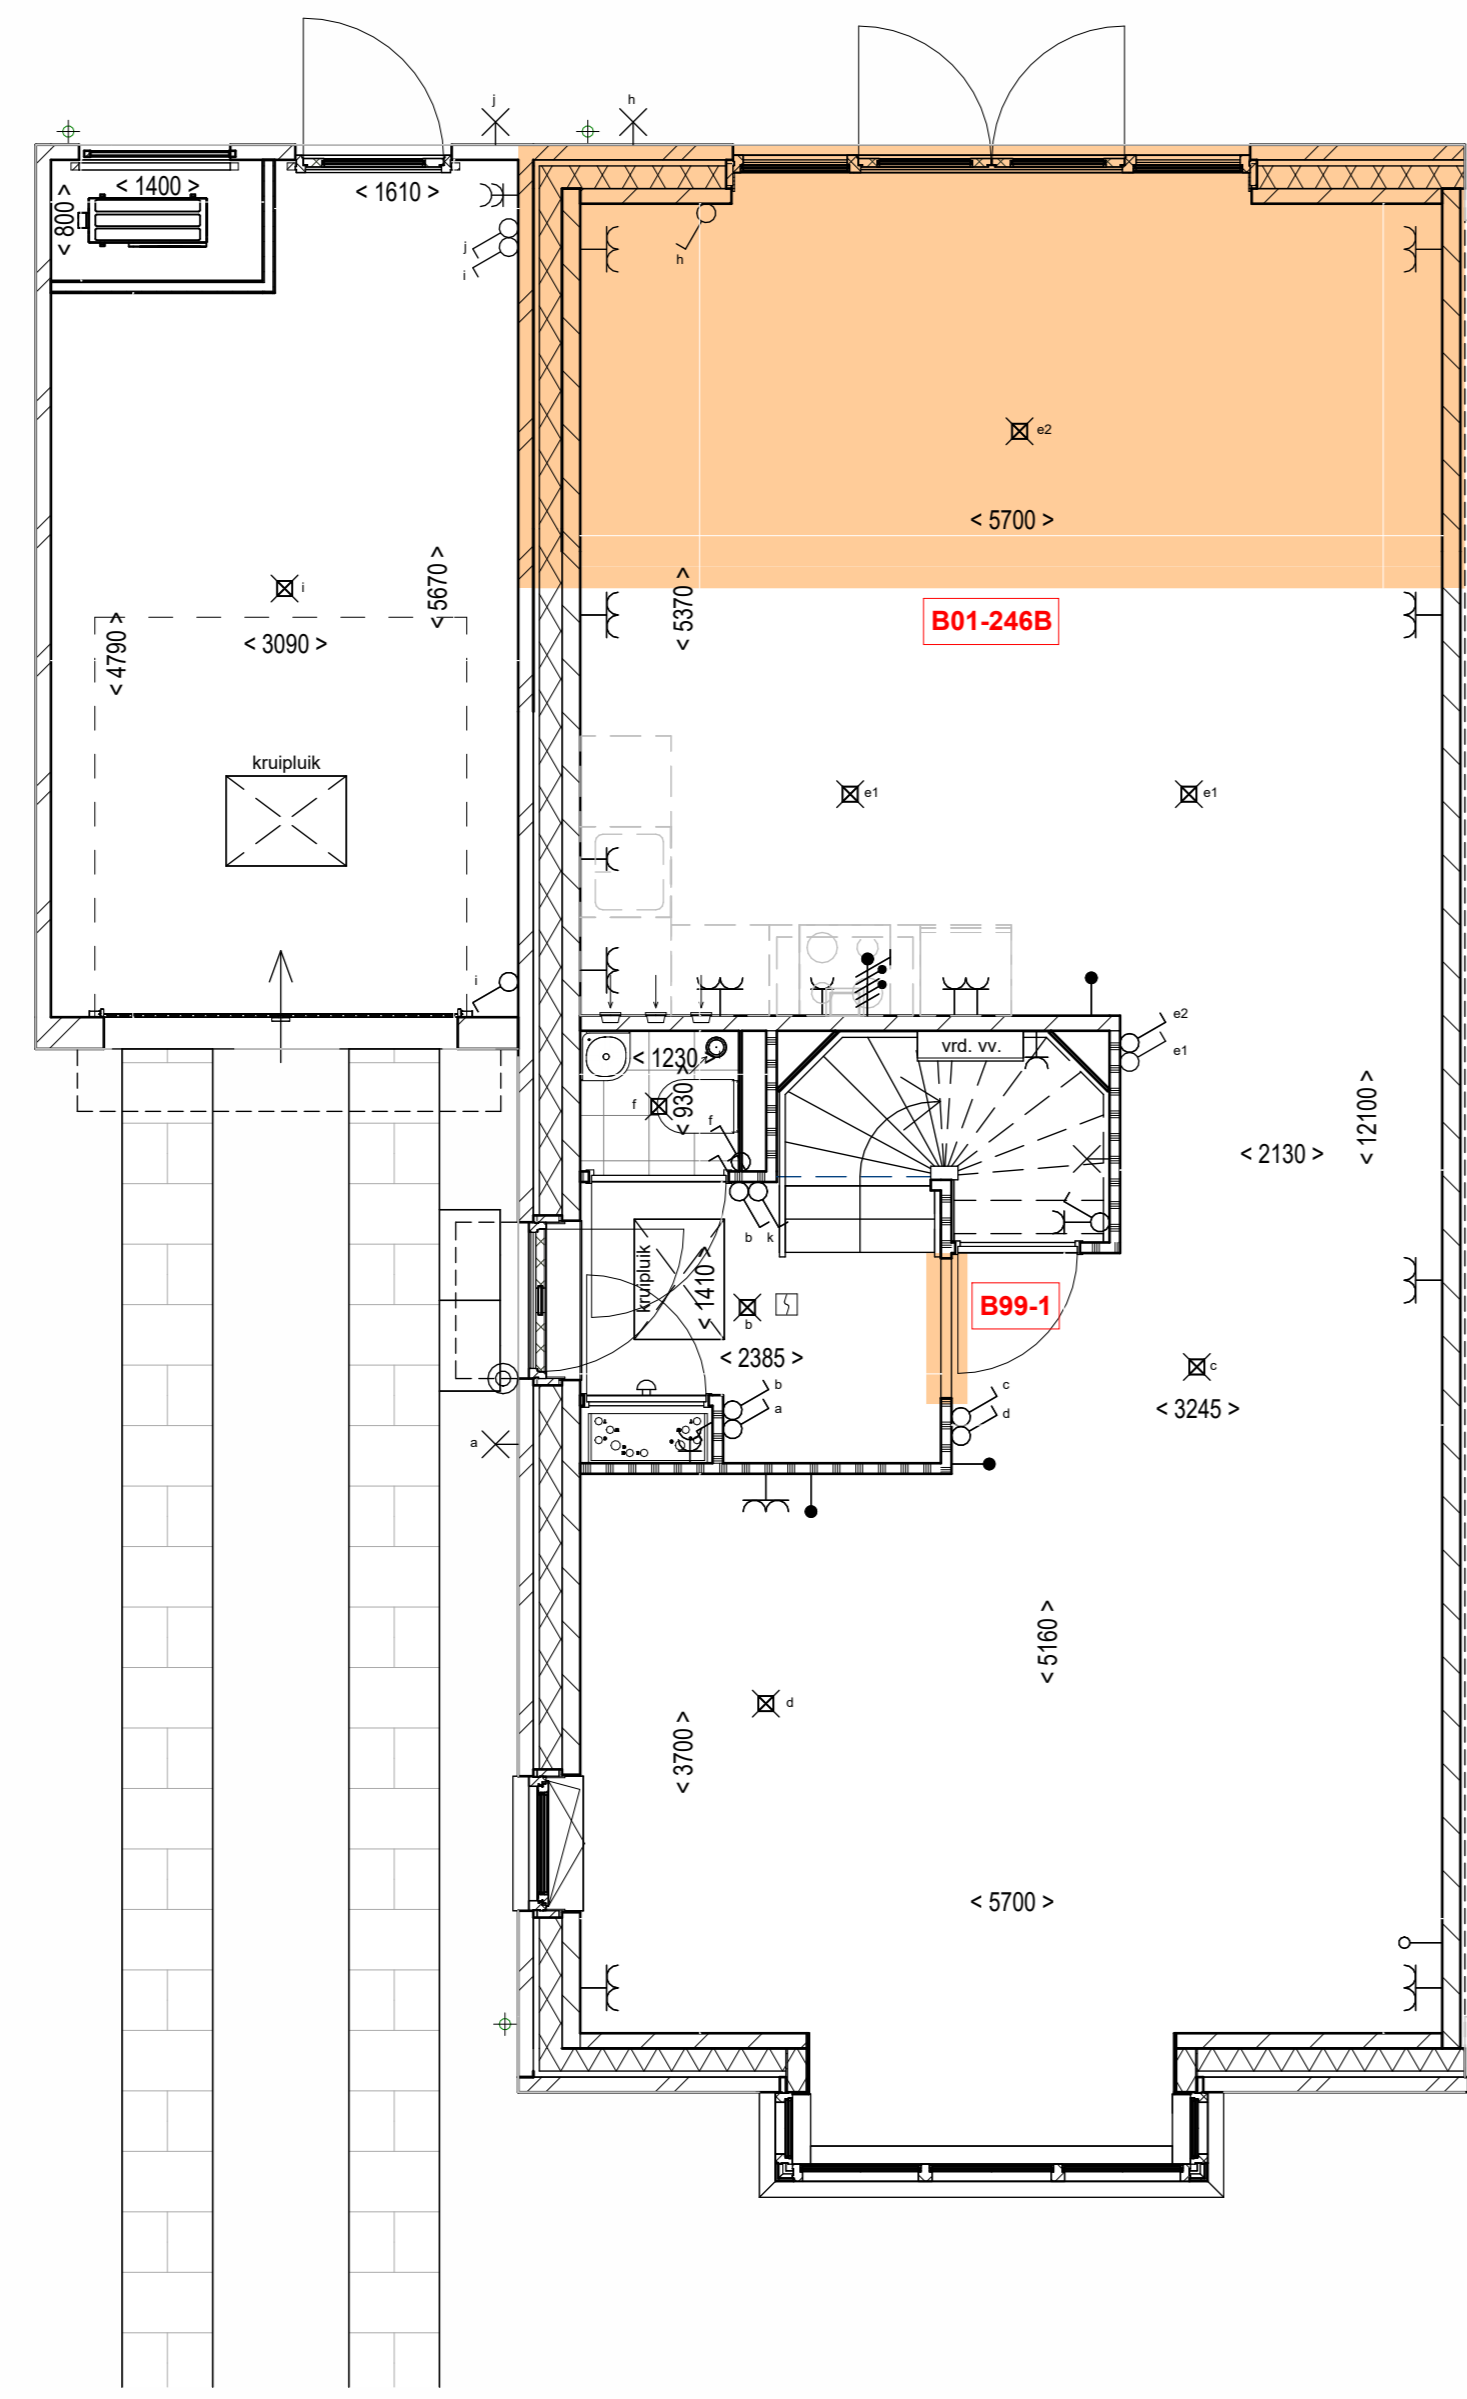 j
h
< 1400 >
< 1610 >
< 800 >
j
i
h
e2
< 5700 >
< 5670 >
< 5370 >
i
B01-246B
< 4790 >
< 3090 >
kruipluik
e1
e1
i
e2
vrd. vv.
e1
< 1230 >
f
< 930 >
f
< 12100 >
< 2130 >
b
k
kruipluik
< 1410 >
B99-1
b
< 2385 >
c
b
c
a
d
< 3245 >
a
< 5160 >
d
< 3700 >
< 5700 >